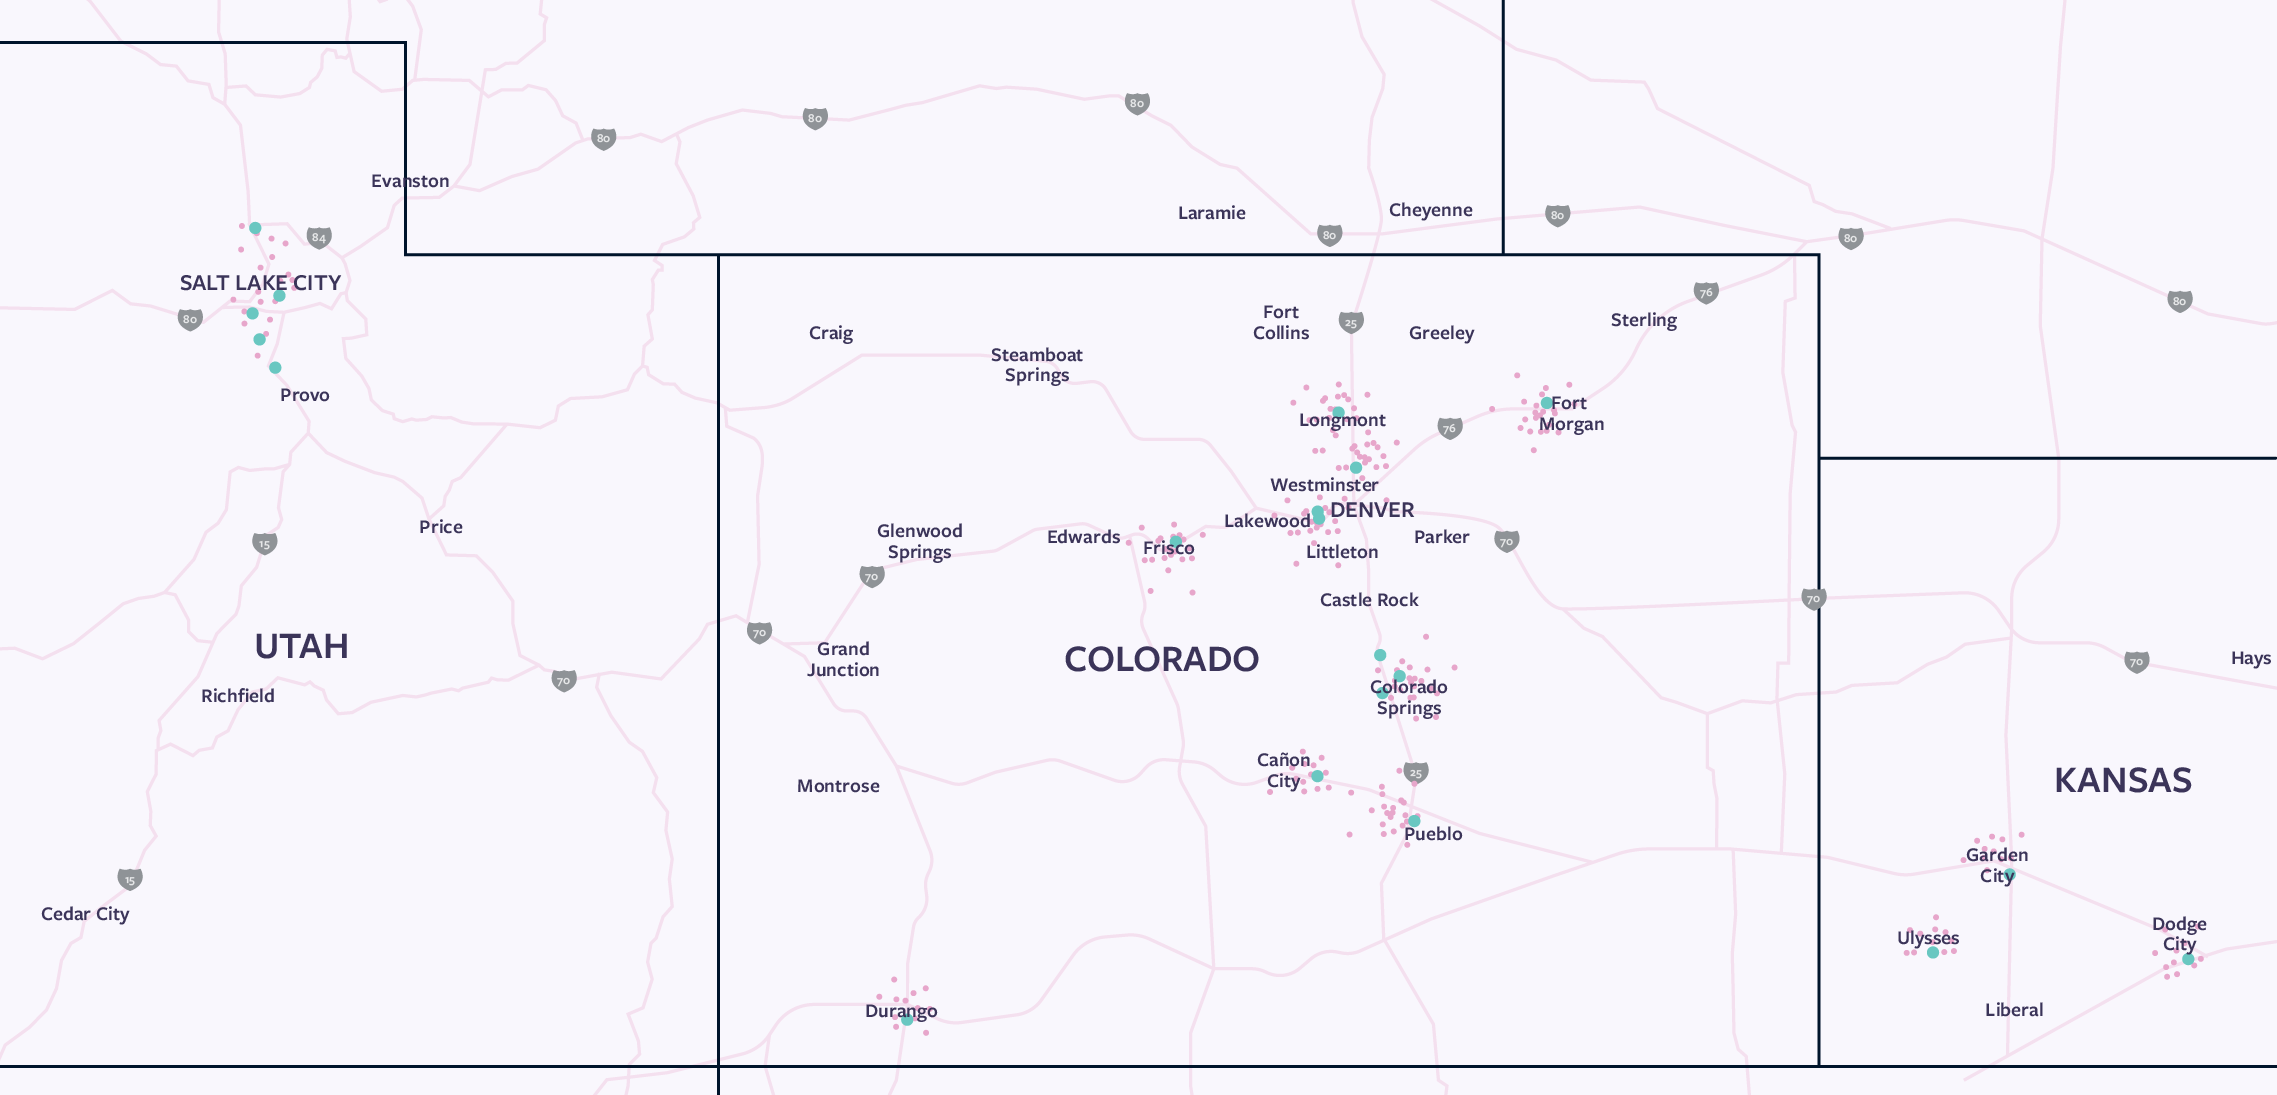 80
80
80
Evanston
Laramie
Cheyenne
80
80
80
84
SALT LAKE CITY
80
76
80
Fort
Collins
25
Greeley
Sterling
Craig
Steamboat
Springs
Provo
Longmont
76
Fort
Morgan
Westminster
DENVER
Lakewood
Price
15
Glenwood
Springs
Edwards
Frisco
Littleton
Parker
70
70
Castle Rock
70
70
UTAH
Grand
Junction
COLORADO
70
Hays
70
Richfield
Colorado
Springs
Cañon
City
25
Montrose
KANSAS
Pueblo
Garden
City
15
Cedar City
Ulysses
Dodge
City
Durango
Liberal